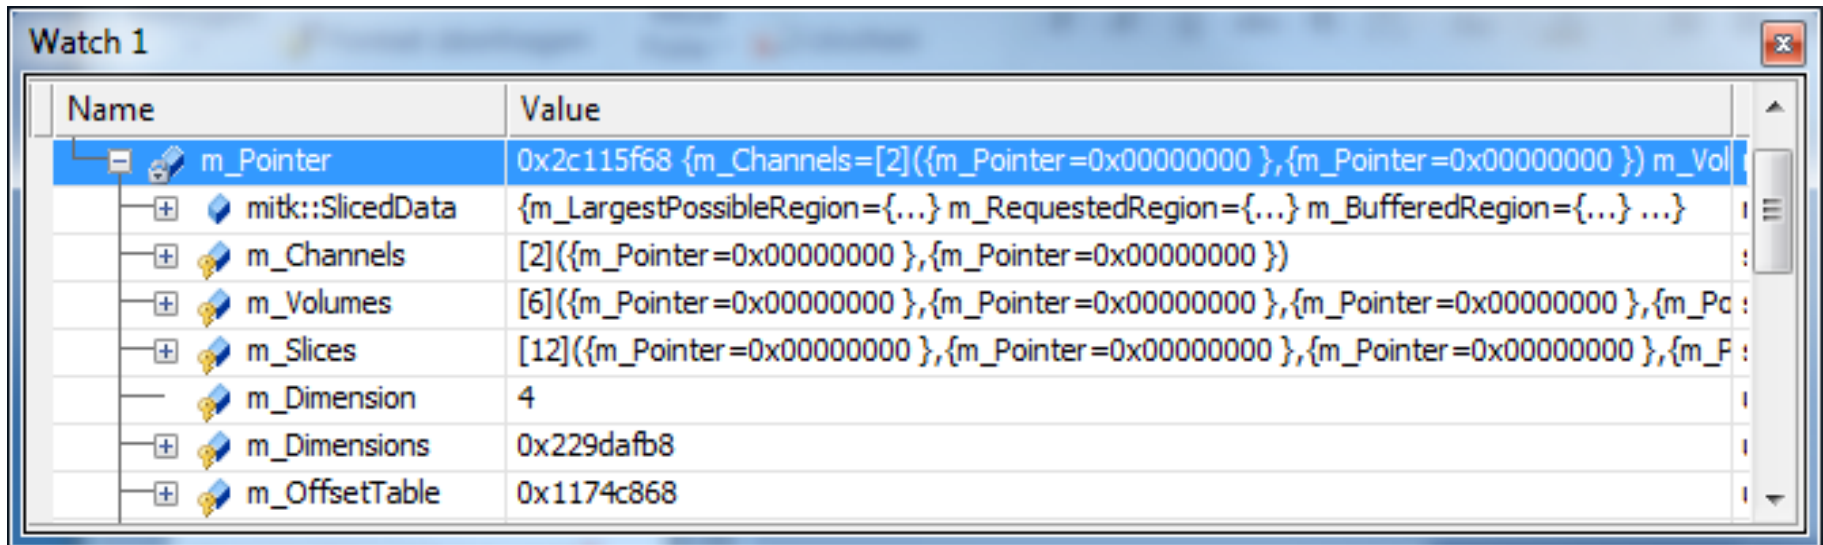 Watch 1
Name Value
m_Pointer 0x2c115f68 {m_Channels=[2]({m_Pointer=0x00000000 },{m_Pointer=0x00000000 }) m_Vol
mitk::SlicedData {m_LargestPossibleRegion={...} m_RequestedRegion={...} m_BufferedRegion={...} ...}
m_Channels [2]({m_Pointer=0x00000000 },{m_Pointer=0x00000000 })
m_Volumes [6]({m_Pointer=0x00000000 },{m_Pointer=0x00000000 },{m_Pointer=0x00000000 },{m_Po
m_Slices [12]({m_Pointer=0x00000000 },{m_Pointer=0x00000000 },{m_Pointer=0x00000000 },{m_P
m_Dimension 4
m_Dimensions 0x229dafb8
m_OffsetTable 0x1174c868